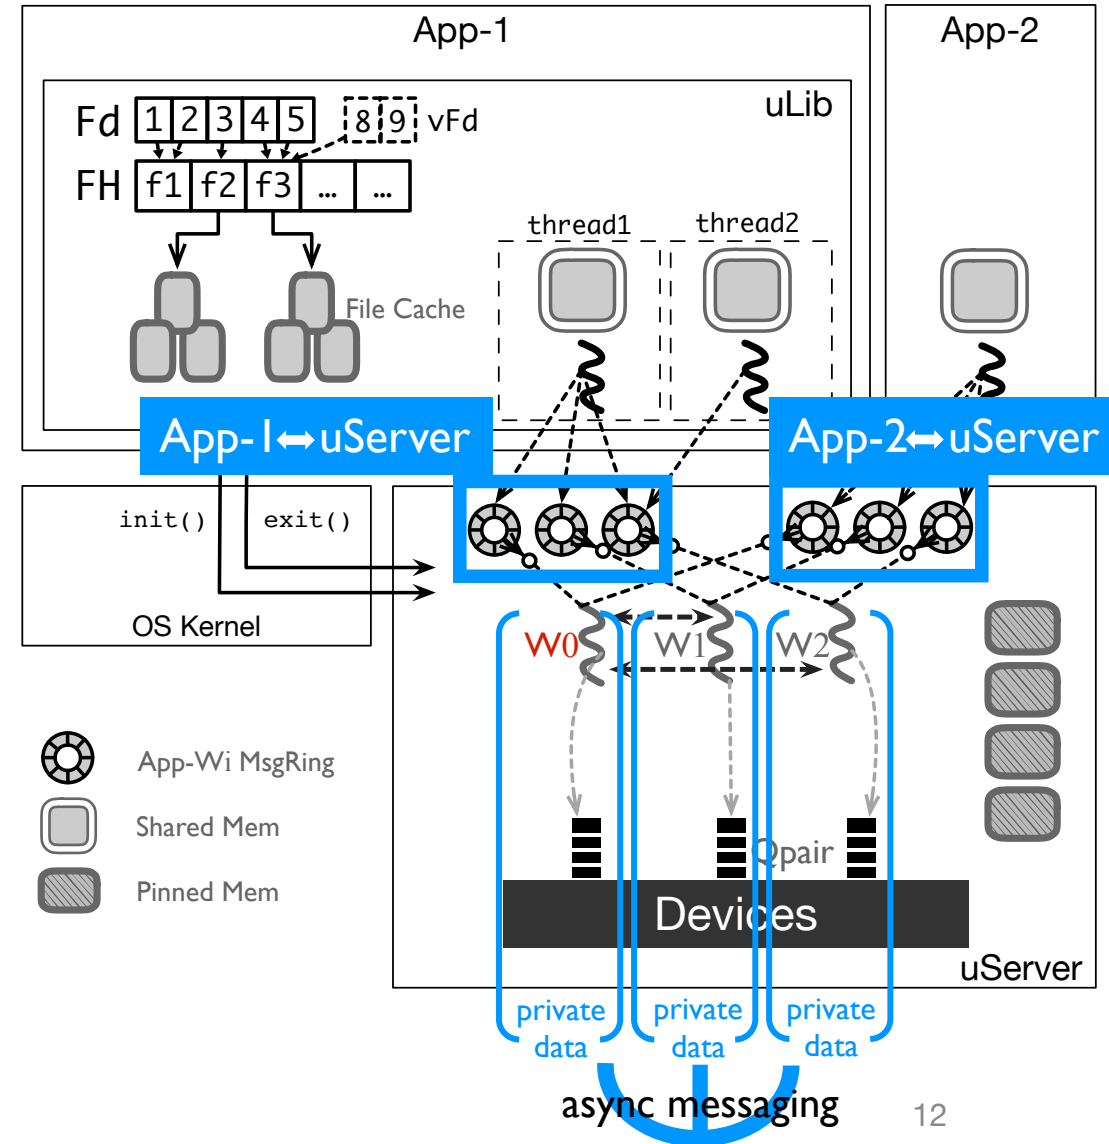 App-1
App-2
uLib
Fd 1 2 3 4 5 8 9 vFd
FH f1 f2 f3 ... ...
thread1 thread2
File Cache
App-1⟷uServer
App-2⟷uServer
init() exit()
OS Kernel
W0 W1 W2
App-Wi MsgRing
Shared Mem
Pinned Mem
Qpair
Devices
uServer
private
data
private
data
private
data
async messaging
12